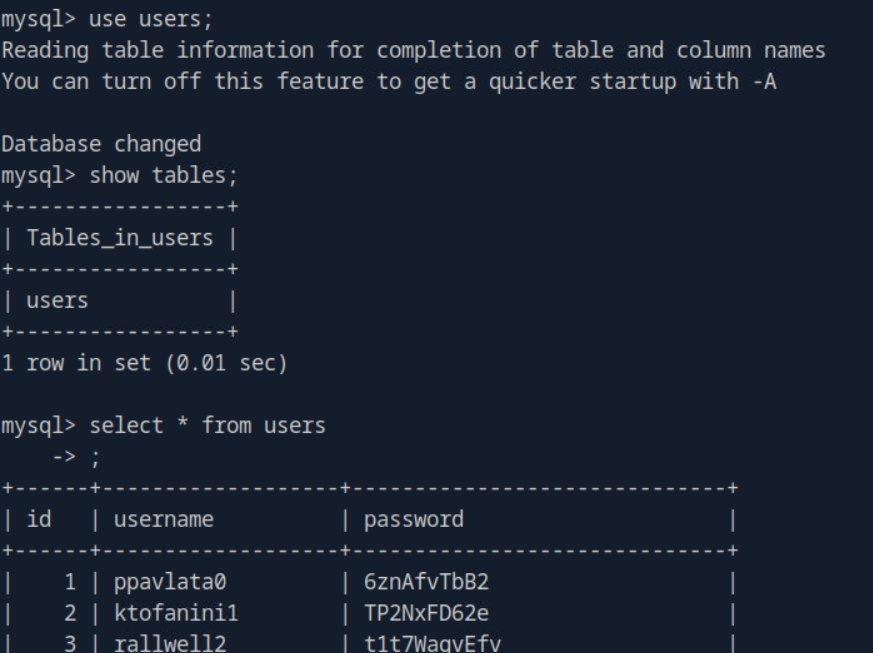 mysql> use users;
Reading table information for completion of table and column names
You can turn off this feature to get a quicker startup with -A
Database changed
mysql> show tables;
+-----------------+
| Tables_in_users |
+-----------------+
| users           |
+-----------------+
1 row in set (0.01 sec)
mysql> select * from users
    -> ;
+------+-------------------+------------------------------+
| id   | username          | password                     |
+------+-------------------+------------------------------+
|    1 | ppavlata0         | 6znAfvTbB2                   |
|    2 | ktofanini1        | TP2NxFD62e                   |
|    3 | rallwell2         | t1t7WaqvEfv                  |